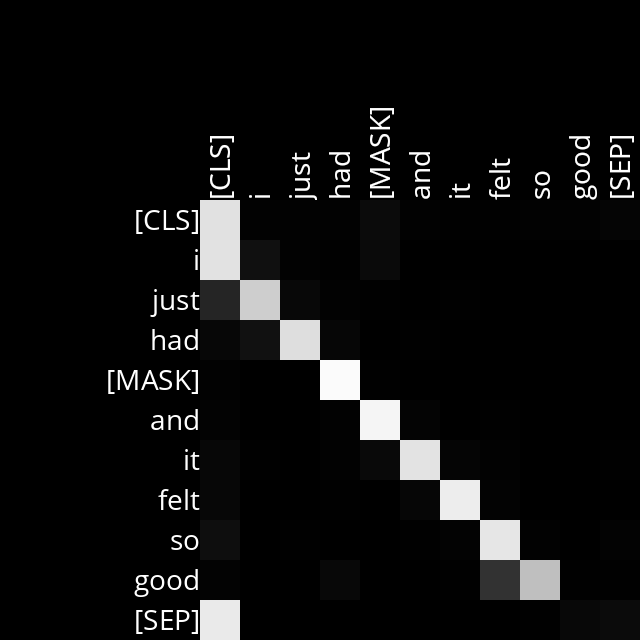 [CLS] i just had [MASK] and it felt so good [SEP]
[CLS]
i
just
had
[MASK]
and
it
felt
so
good
[SEP]